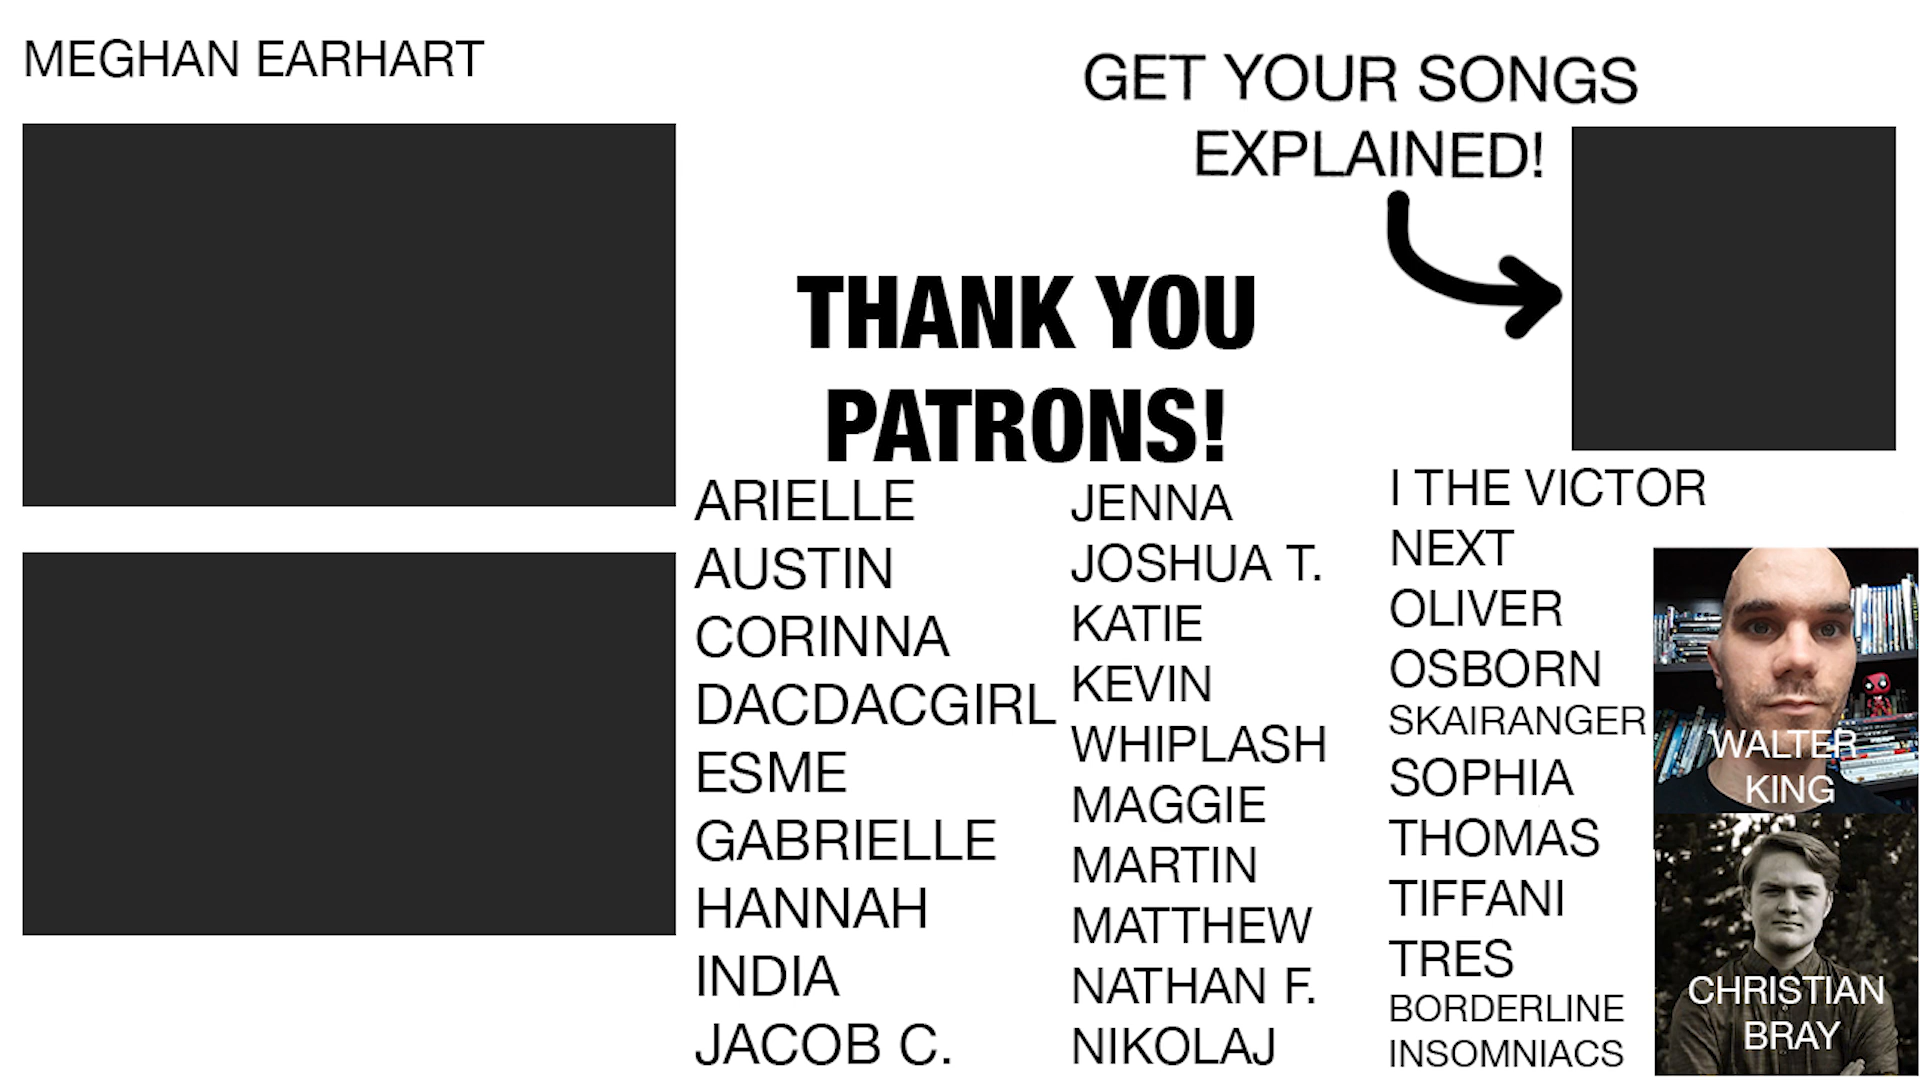 MEGHAN EARHART
GET YOUR SONGS
EXPLAINED!
THANK YOU
PATRONS!
ARIELLE
AUSTIN
CORINNA
DACDACGIRL
ESME
GABRIELLE
HANNAH
INDIA
JACOB C.
JENNA
JOSHUA T.
KATIE
KEVIN
WHIPLASH
MAGGIE
MARTIN
MATTHEW
NATHAN F.
NIKOLAJ
I THE VICTOR
NEXT
OLIVER
OSBORN
SKAIRANGER
SOPHIA
THOMAS
TIFFANI
TRES
BORDERLINE
INSOMNIACS
WALTER
KING
CHRISTIAN
BRAY